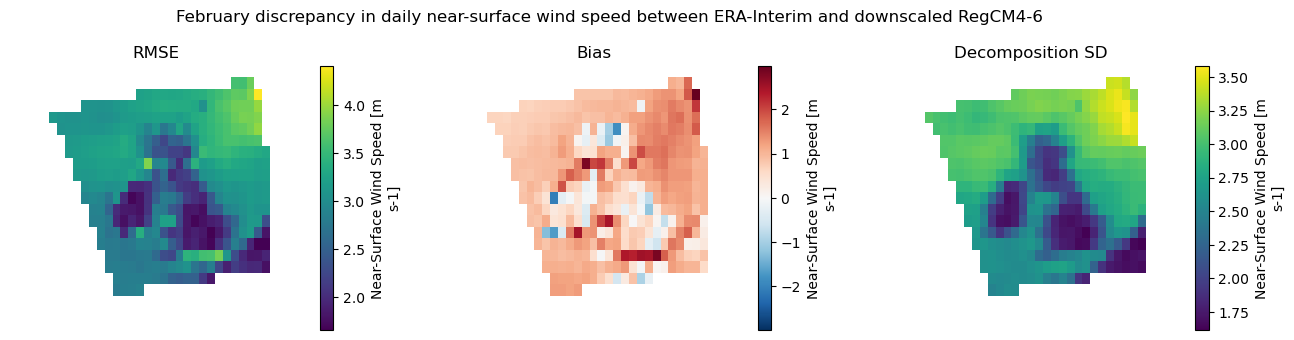 February discrepancy in daily near-surface wind speed between ERA-Interim and downscaled RegCM4-6
RMSE
4.0
3.5
3.0
2.5
2.0
Near-Surface Wind Speed [m
s-1]
Bias
2
1
0
−1
−2
Near-Surface Wind Speed [m
s-1]
Decomposition SD
3.50
3.25
3.00
2.75
2.50
2.25
2.00
1.75
Near-Surface Wind Speed [m
s-1]